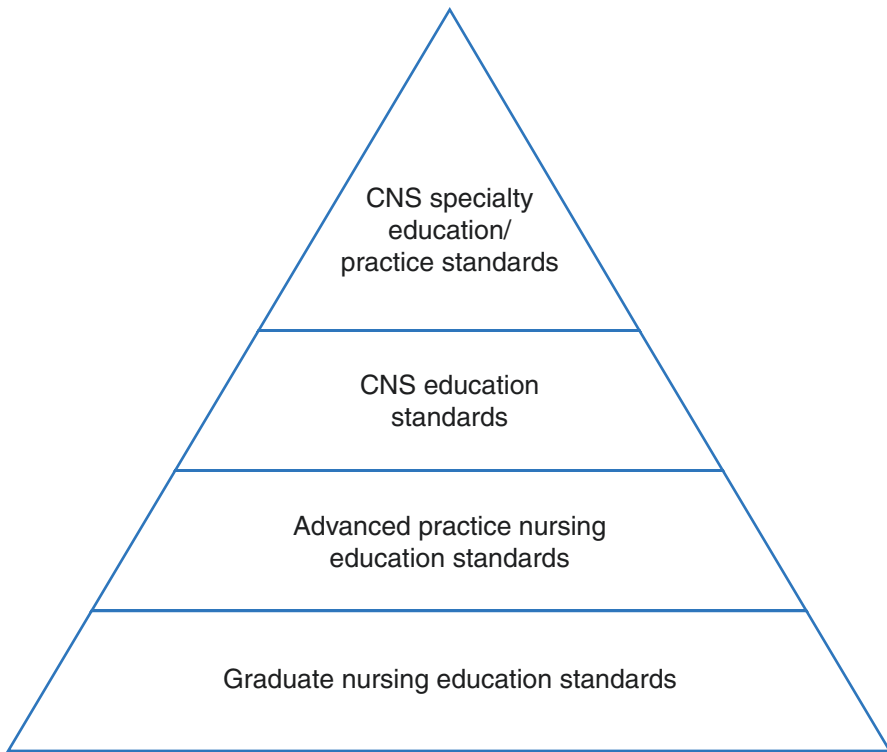 CNS specialty
education/
practice standards
CNS education
standards
Advanced practice nursing
education standards
Graduate nursing education standards